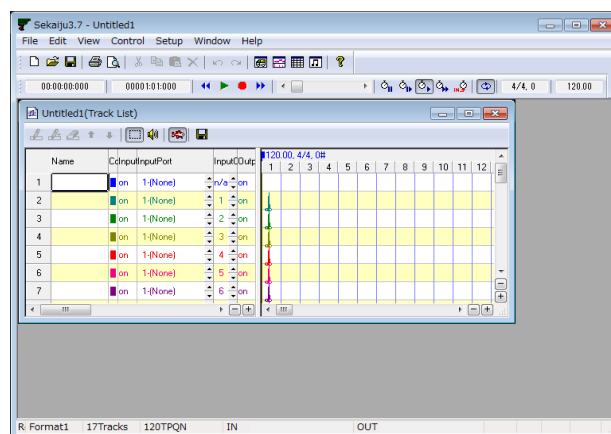 Sekaiju3.7 - Untitled1
File Edit View Control Setup Window Help
00:00:00:000 00001:01:000 4/4, 0 120.00
Untitled1(Track List)
Name InputPort
120.00, 4/4, 0#
1 2 3 4 5 6 7 8 9 10 11 12
1 on 1-(None) n/a on
2 on 1-(None) 1 on
3 on 1-(None) 2 on
4 on 1-(None) 3 on
5 on 1-(None) 4 on
6 on 1-(None) 5 on
7 on 1-(None) 6 on
Format1 17Tracks 120TPQN IN OUT